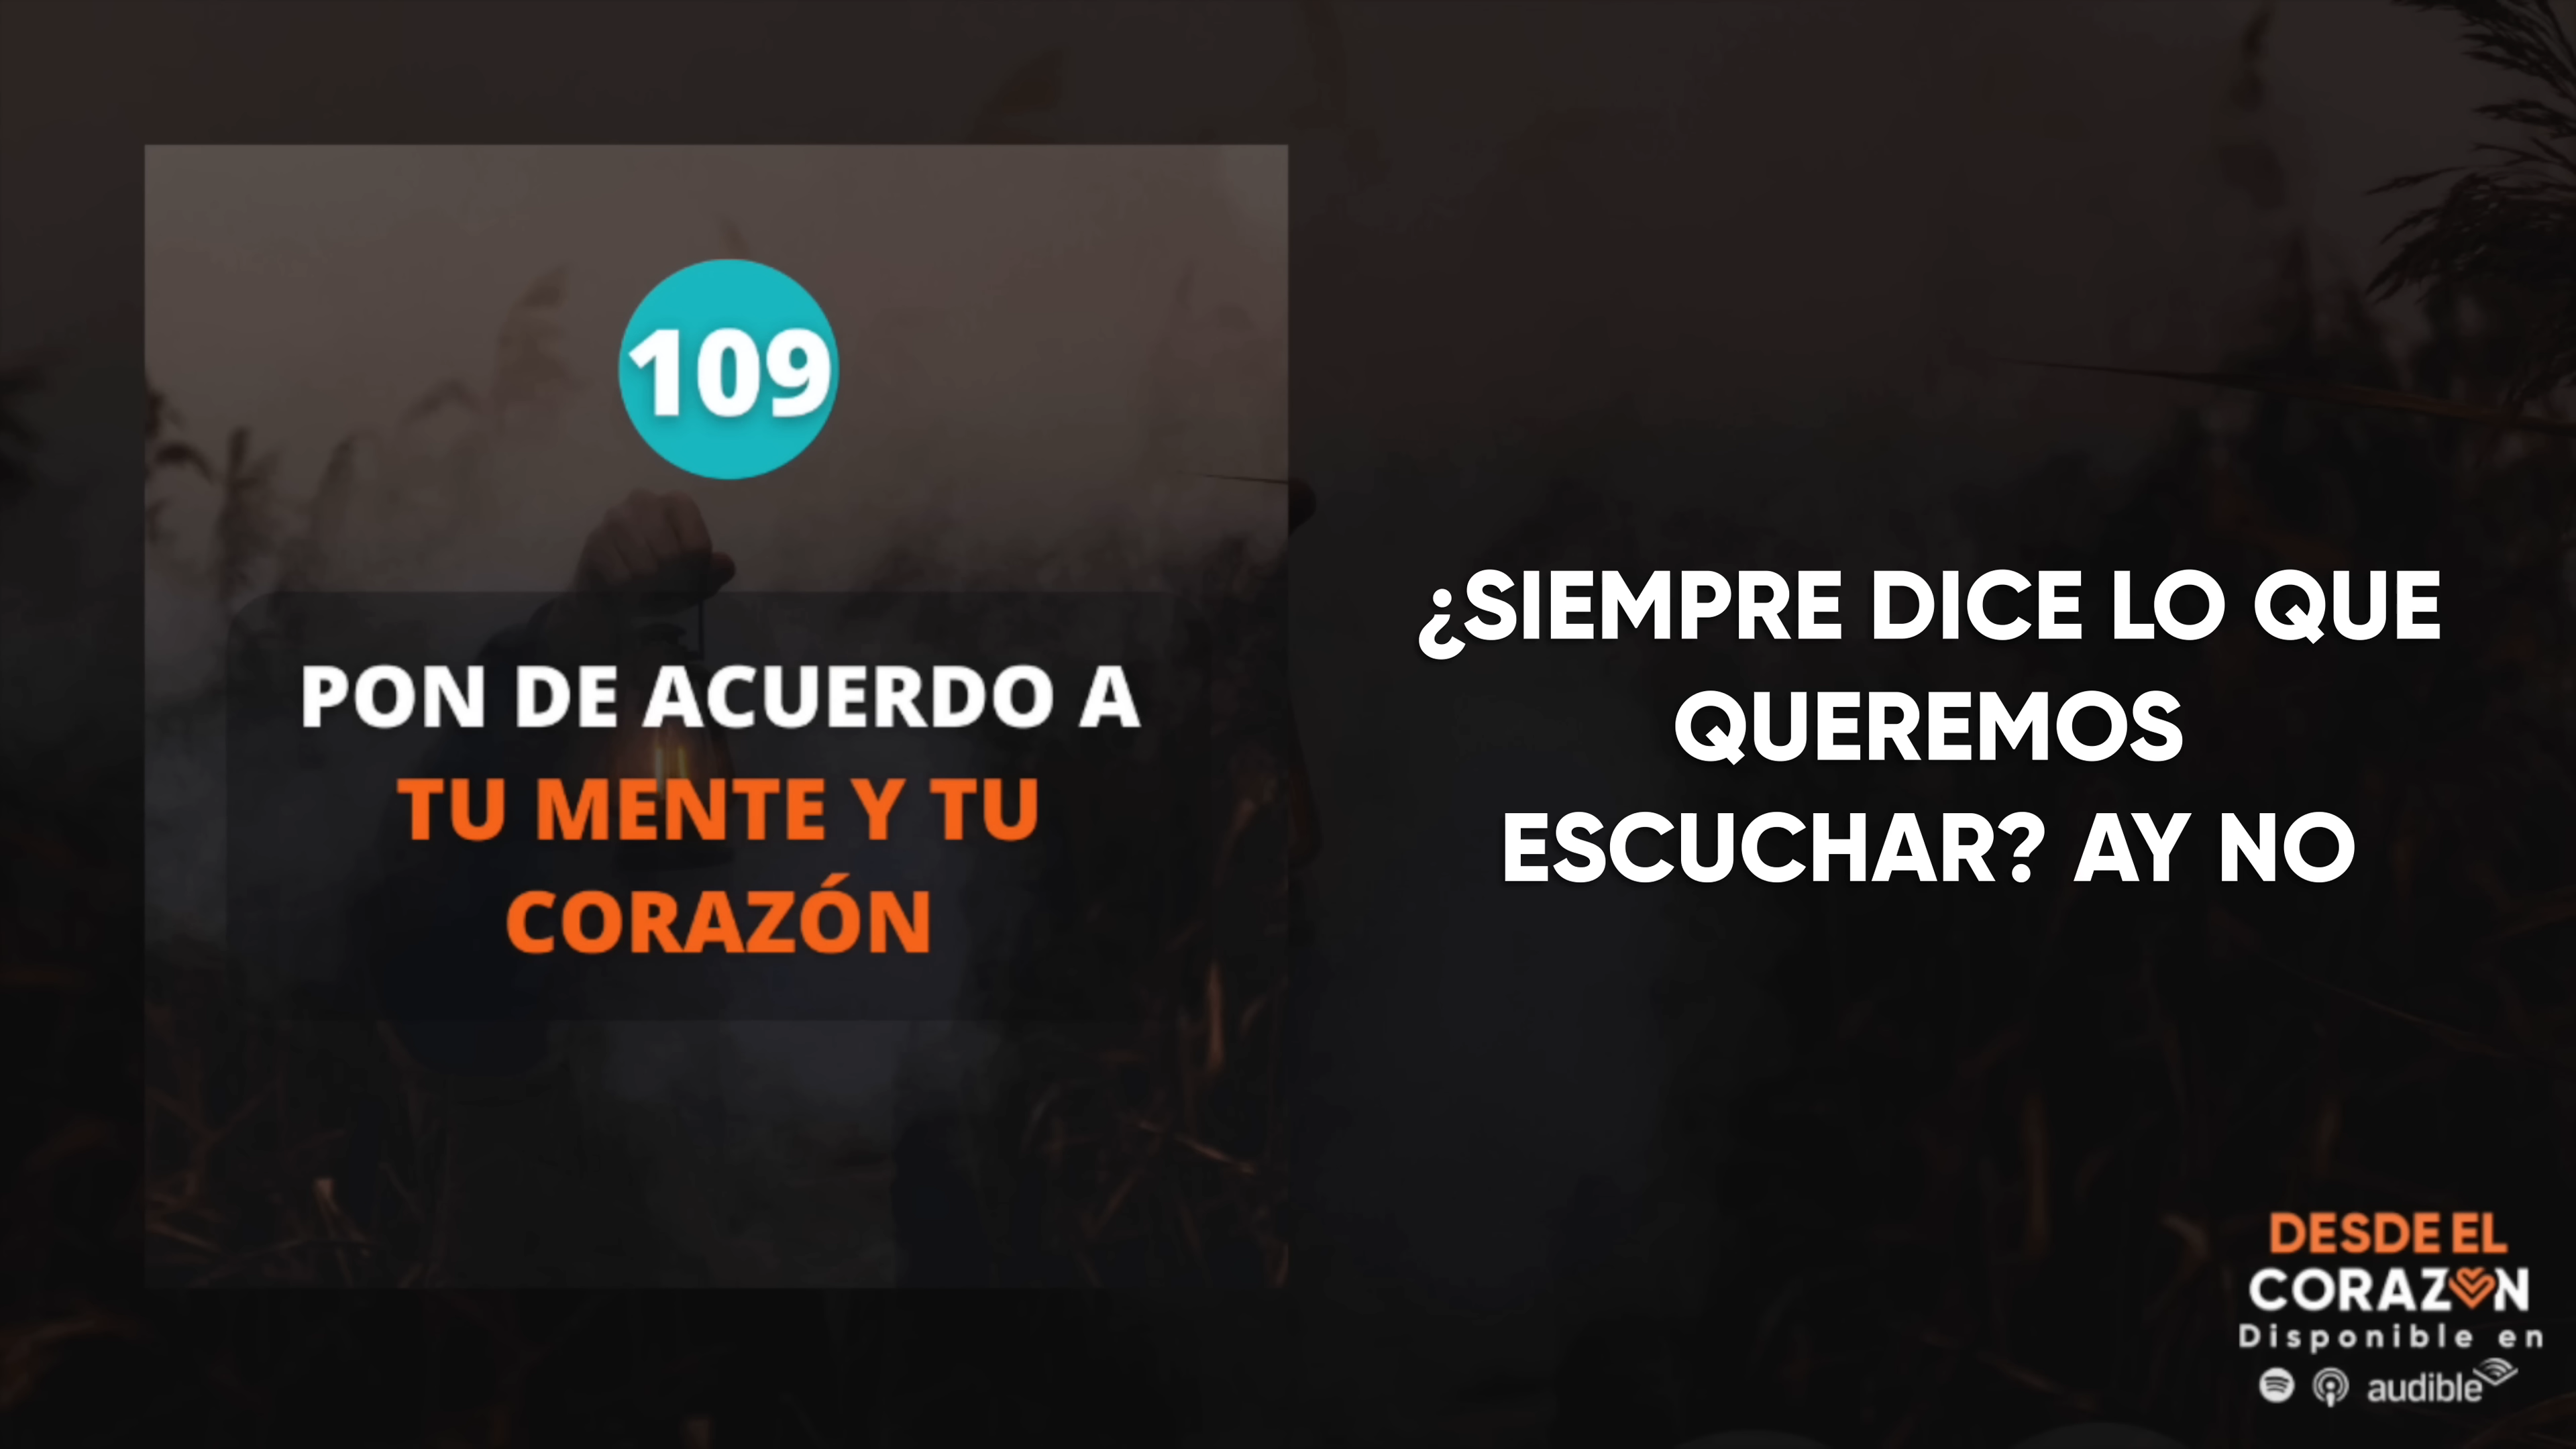 109
PON DE ACUERDO A
TU MENTE Y TU
CORAZÓN
¿SIEMPRE DICE LO QUE
QUEREMOS
ESCUCHAR? AY NO
DESDE EL
CORAZÓN
Disponible en
audible